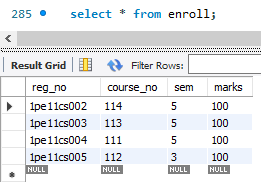 285 select * from enroll;
Result Grid Filter Rows:
reg_no course_no sem marks
1pe11cs002 114 5 100
1pe11cs003 113 5 100
1pe11cs004 111 5 100
1pe11cs005 112 3 100
NULL NULL NULL NULL